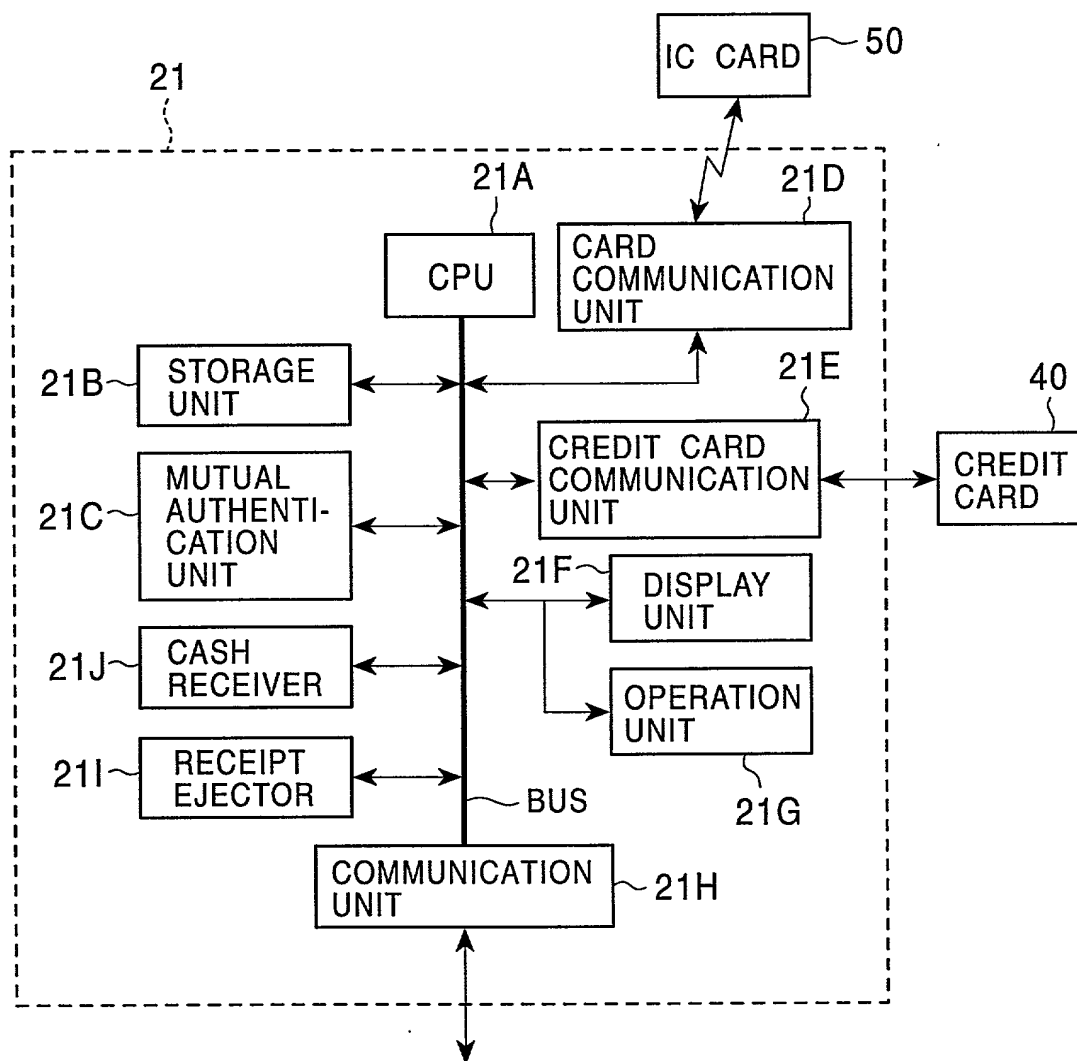 IC CARD
50
21
21A
CPU
21D
CARD
COMMUNICATION
UNIT
21B
STORAGE
UNIT
21E
CREDIT CARD
COMMUNICATION
UNIT
40
CREDIT
CARD
21C
MUTUAL
AUTHENTI-
CATION
UNIT
21F
DISPLAY
UNIT
21J
CASH
RECEIVER
OPERATION
UNIT
21G
21I
RECEIPT
EJECTOR
BUS
COMMUNICATION
UNIT
21H